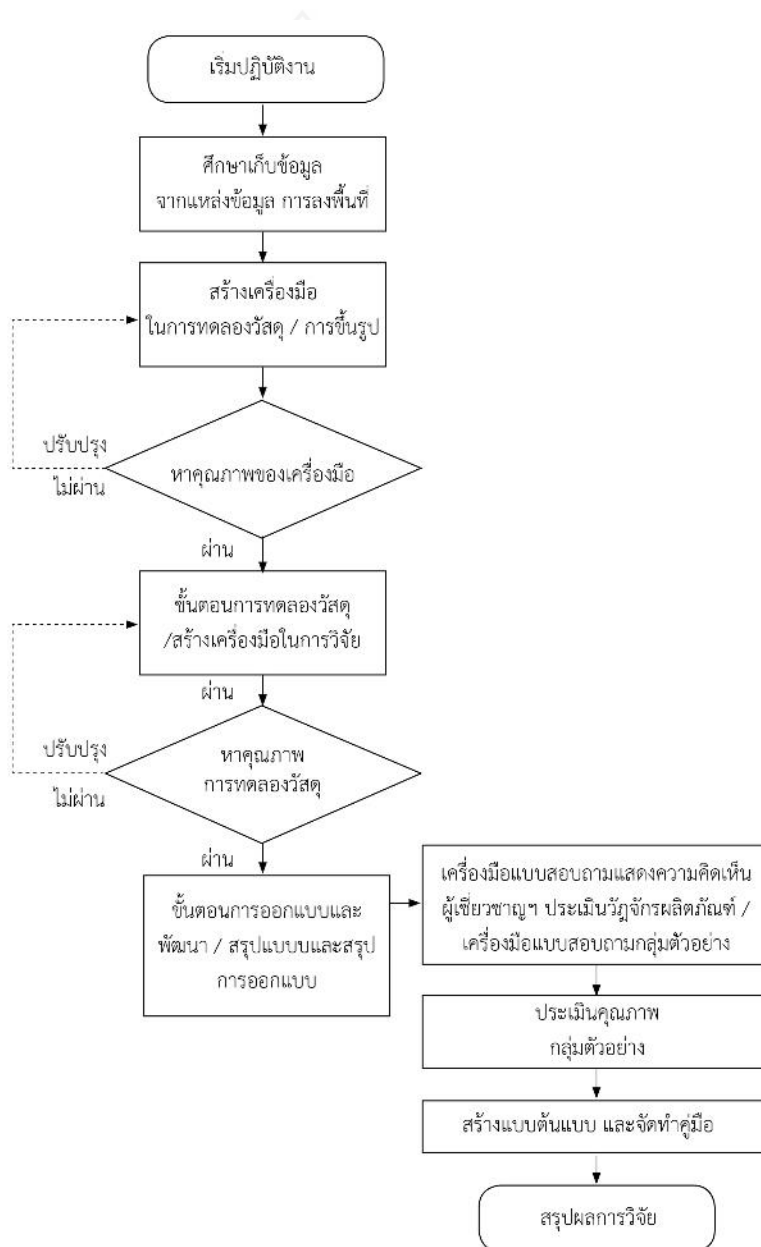 เริ่มปฏิบัติงาน
ศึกษาเก็บข้อมูล
จากแหล่งข้อมูล การลงพื้นที่
สร้างเครื่องมือ
ในการทดลองวัสดุ / การขึ้นรูป
ปรับปรุง
ไม่ผ่าน
หาคุณภาพของเครื่องมือ
ผ่าน
ขั้นตอนการทดลองวัสดุ
/สร้างเครื่องมือในการวิจัย
ผ่าน
ปรับปรุง
ไม่ผ่าน
หาคุณภาพ
การทดลองวัสดุ
ผ่าน
ขั้นตอนการออกแบบและ
พัฒนา / สรุปแบบบและสรุป
การออกแบบ
เครื่องมือแบบสอบถามแสดงความคิดเห็น
ผู้เชี่ยวชาญฯ ประเมินวัฎจักรผลิตภัณฑ์ /
เครื่องมือแบบสอบถามกลุ่มตัวอย่าง
ประเมินคุณภาพ
กลุ่มตัวอย่าง
สร้างแบบต้นแบบ และจัดทำคู่มือ
สรุปผลการวิจัย